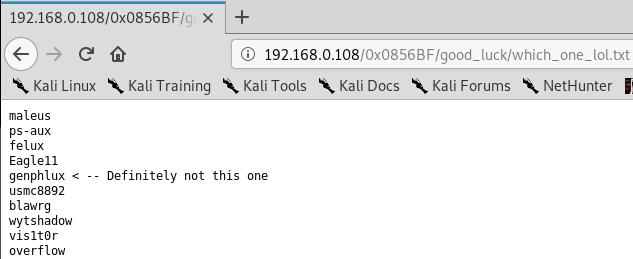 192.168.0.108/0x0856BF/g
192.168.0.108/0x0856BF/good_luck/which_one_lol.txt
Kali Linux Kali Training Kali Tools Kali Docs Kali Forums NetHunter
maleus
ps-aux
felux
Eagle11
genphlux < -- Definitely not this one
usmc8892
blawrg
wytshadow
vis1t0r
overflow